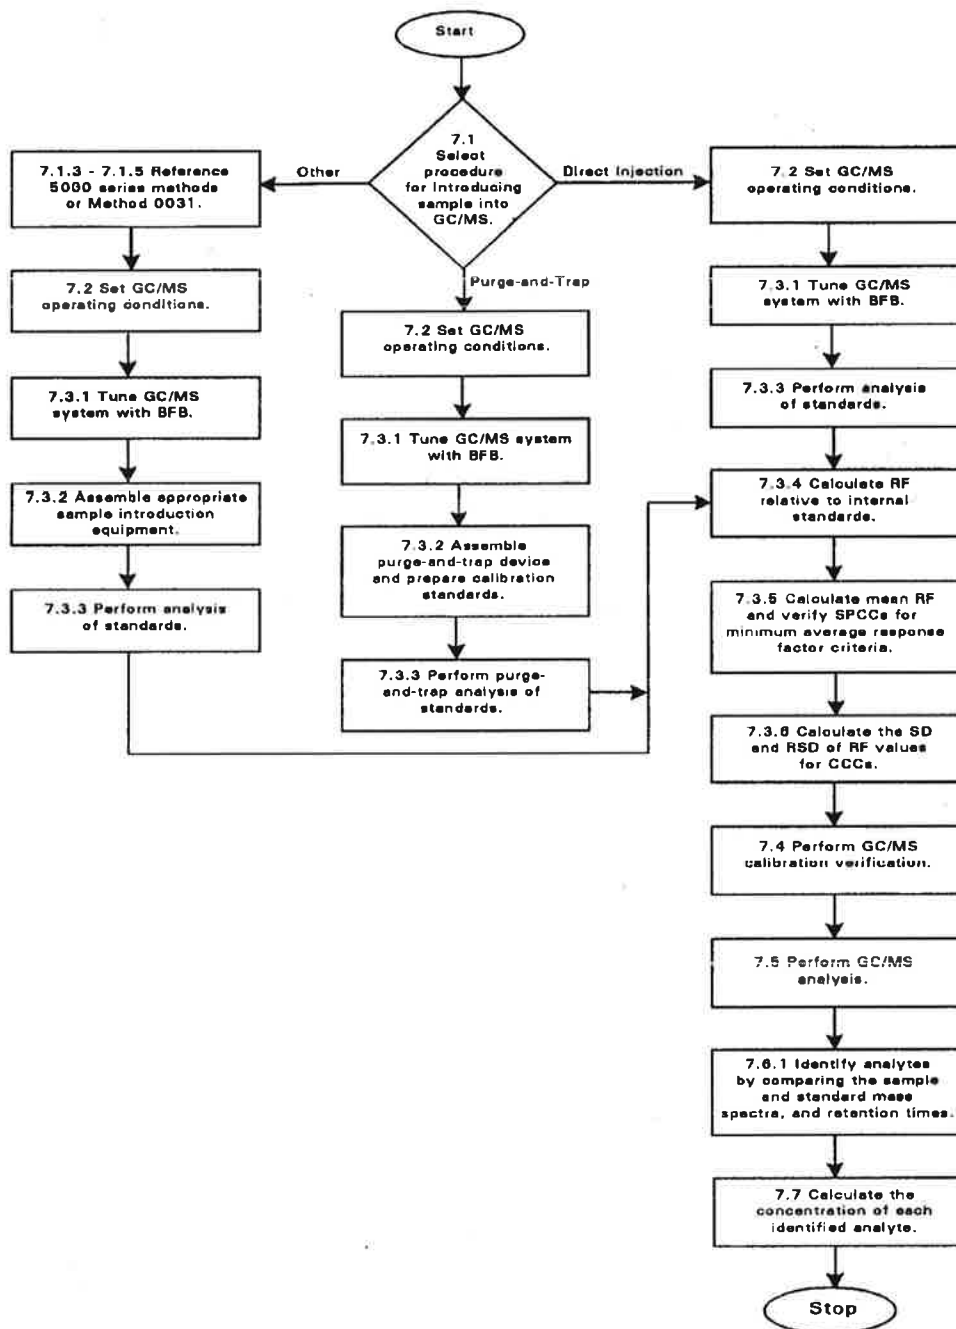 Start
7.1
Select
procedure
for Introducing
sample into
GC/MS.
Other
Direct Injection
Purge-and-Trap
7.1.3 - 7.1.5 Reference
5000 series methods
or Method 0031.
7.2 Set GC/MS
operating conditions.
7.3.1 Tune GC/MS
system with BFB.
7.3.2 Assemble appropriate
sample introduction
equipment.
7.3.3 Perform analysis
of standards.
7.2 Set GC/MS
operating conditions.
7.3.1 Tune GC/MS system
with BFB.
7.3.2 Assemble
purge-and-trap device
and prepare calibration
standards.
7.3.3 Perform purge-
and-trap analysis of
standards.
7.2 Set GC/MS
operating conditions.
7.3.1 Tune GC/MS
system with BFB.
7.3.3 Perform analysis
of standards.
7.3.4 Calculate RF
relative to internal
standards.
7.3.5 Calculate mean RF
and verify SPCCs for
minimum average response
factor criteria.
7.3.6 Calculate the SD
and RSD of RF values
for CCCs.
7.4 Perform GC/MS
calibration verification.
7.5 Perform GC/MS
analysis.
7.6.1 Identify analytes
by comparing the sample
and standard mass
spectra, and retention times.
7.7 Calculate the
concentration of each
identified analyte.
Stop